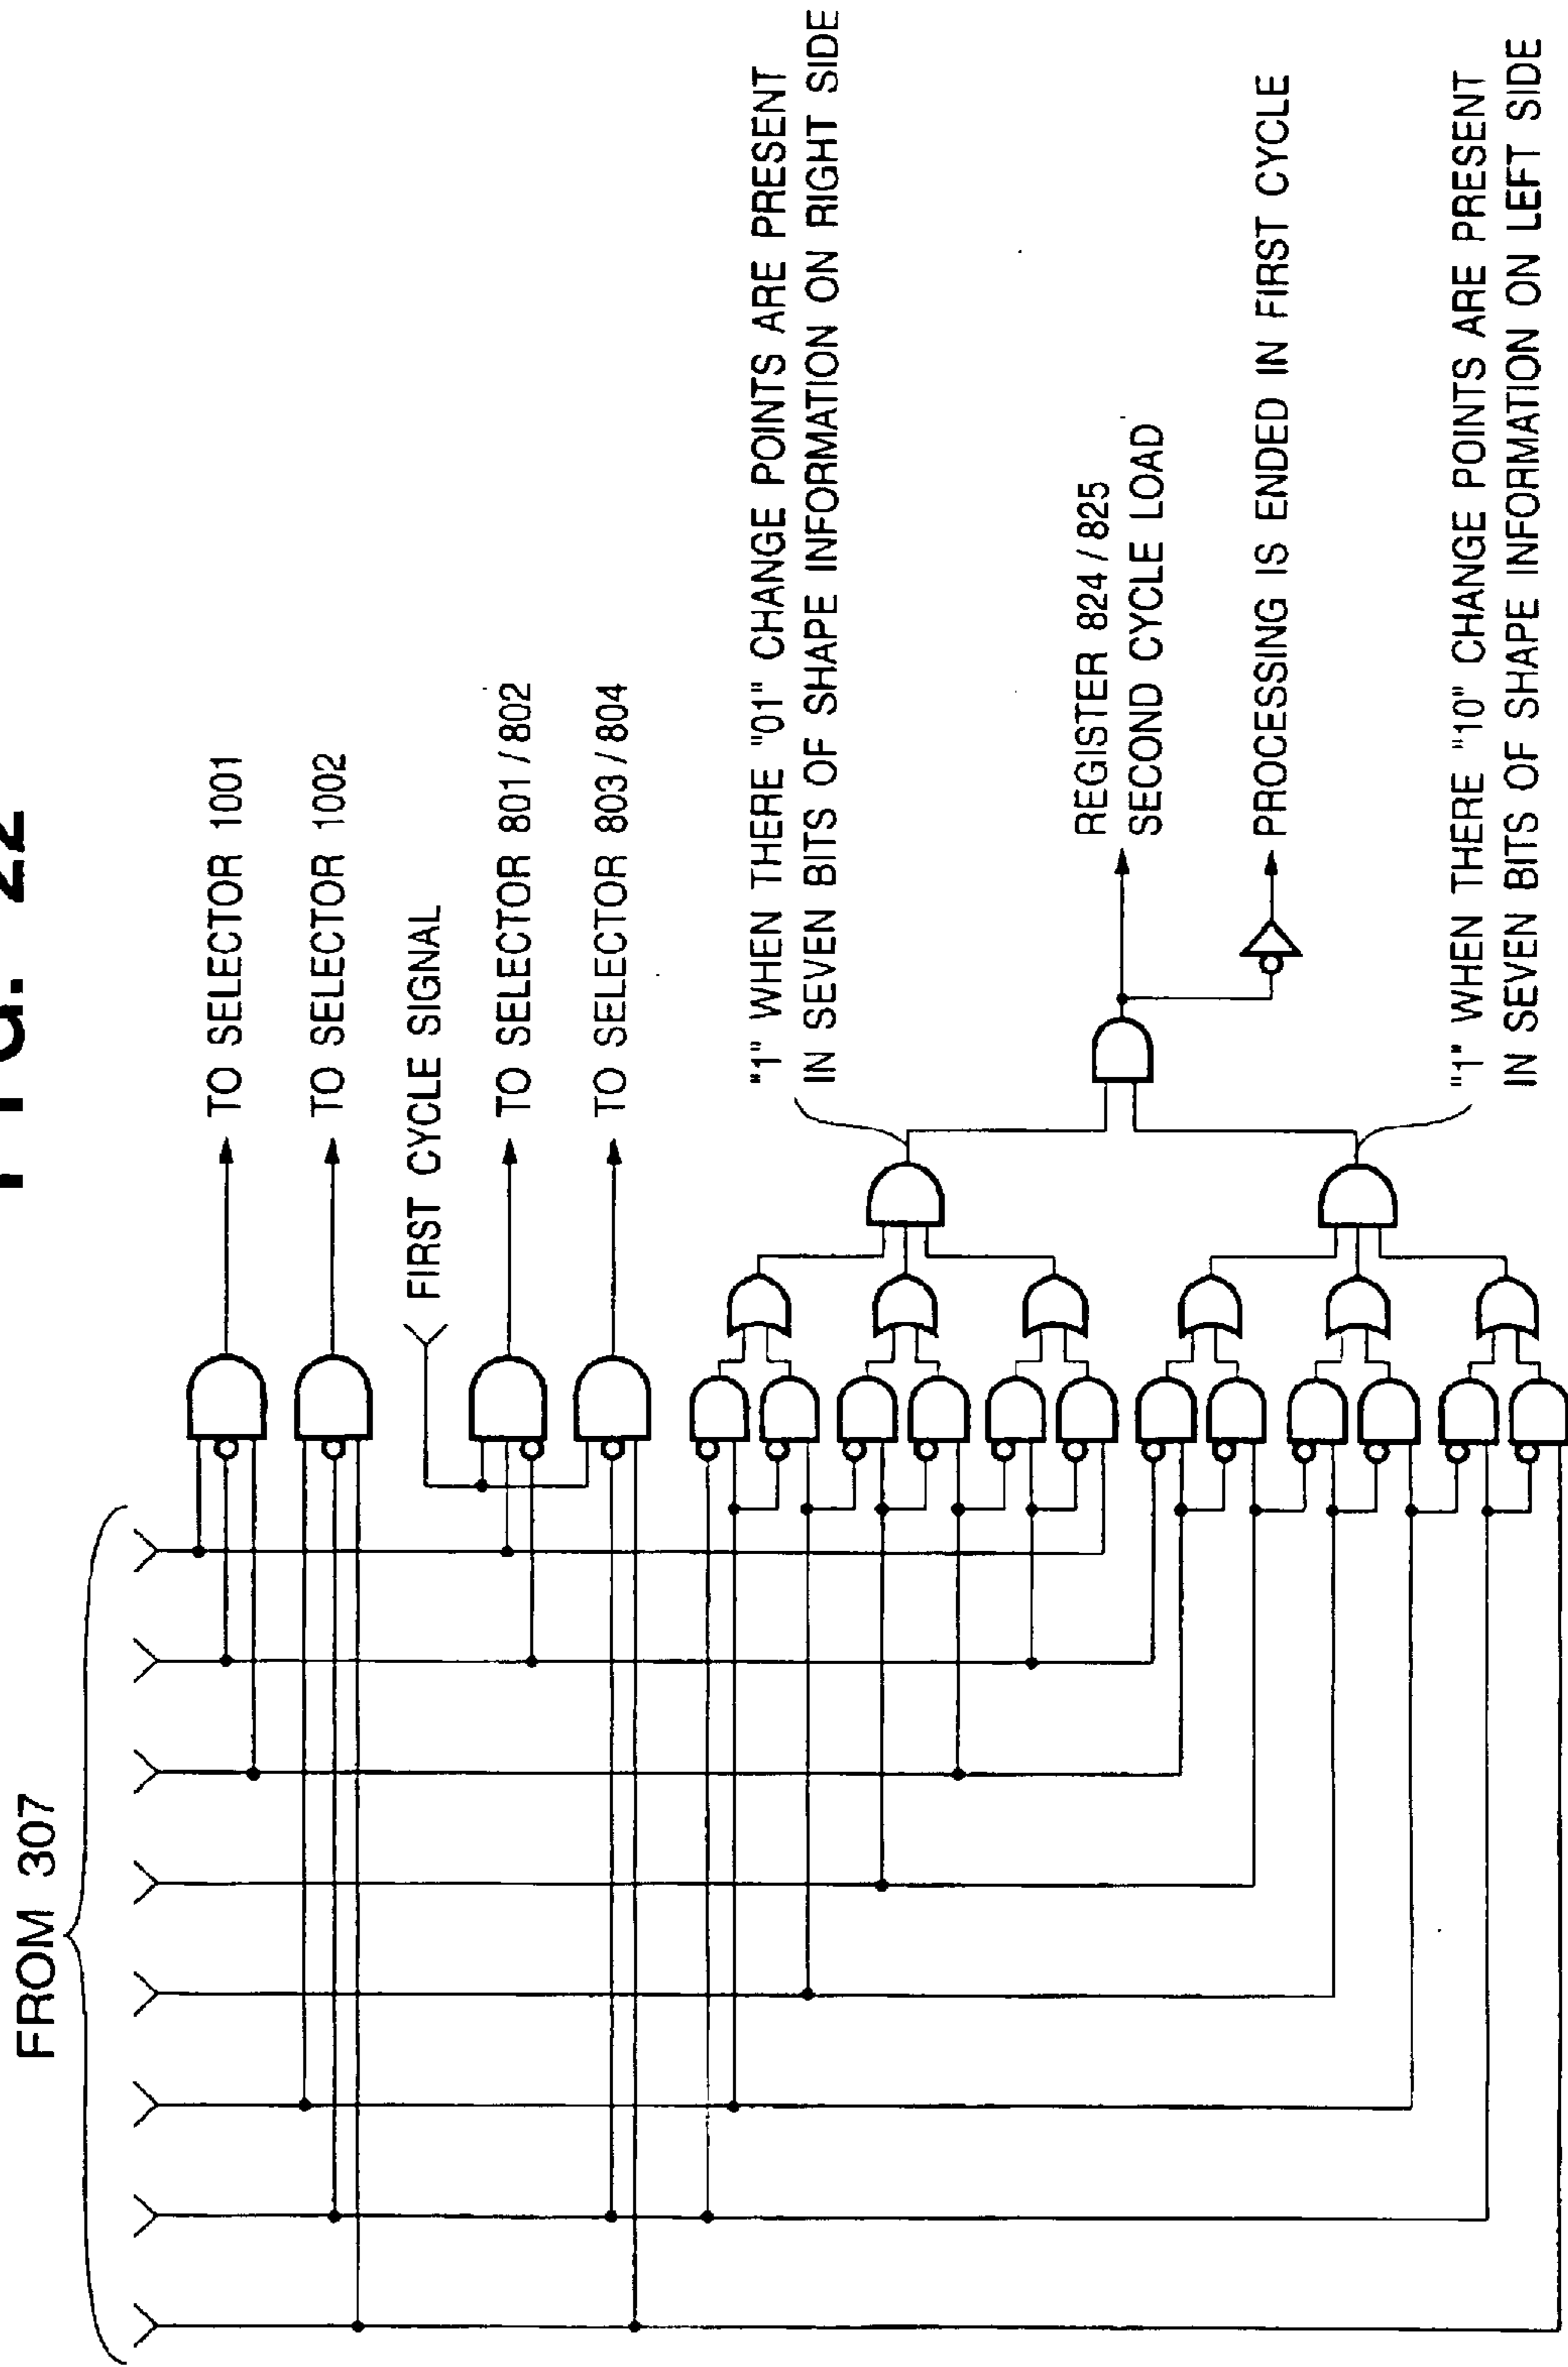 FIG. 22
FROM 307
TO SELECTOR 1001
TO SELECTOR 1002
FIRST CYCLE SIGNAL
TO SELECTOR 801/802
TO SELECTOR 803/804
"1" WHEN THERE "01" CHANGE POINTS ARE PRESENT
IN SEVEN BITS OF SHAPE INFORMATION ON RIGHT SIDE
REGISTER 824/825
SECOND CYCLE LOAD
PROCESSING IS ENDED IN FIRST CYCLE
"1" WHEN THERE "10" CHANGE POINTS ARE PRESENT
IN SEVEN BITS OF SHAPE INFORMATION ON LEFT SIDE